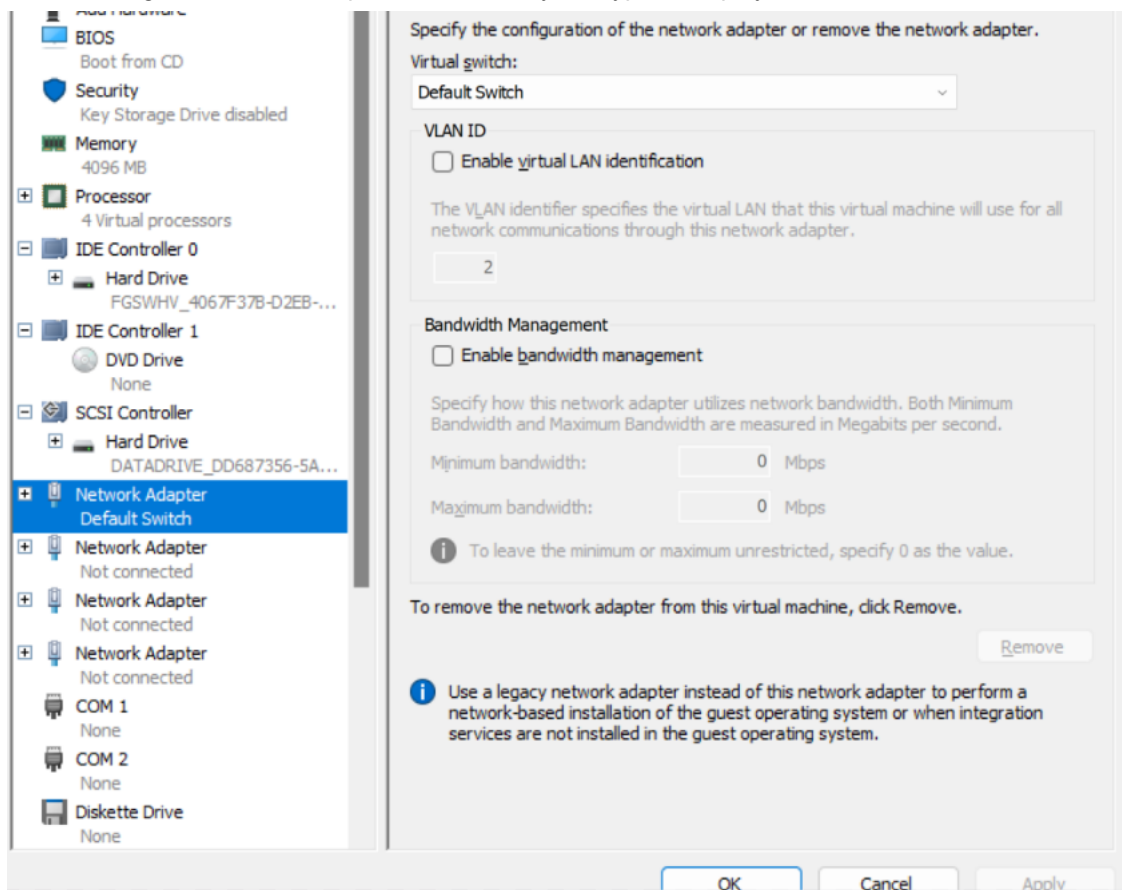 Add Hardware
BIOS
Boot from CD
Security
Key Storage Drive disabled
Memory
4096 MB
Processor
4 Virtual processors
IDE Controller 0
Hard Drive
FGSWHV_4067F37B-D2EB-...
IDE Controller 1
DVD Drive
None
SCSI Controller
Hard Drive
DATADRIVE_DD687356-5A...
Network Adapter
Default Switch
Network Adapter
Not connected
Network Adapter
Not connected
Network Adapter
Not connected
COM 1
None
COM 2
None
Diskette Drive
None
Specify the configuration of the network adapter or remove the network adapter.
Virtual switch:
Default Switch
VLAN ID
Enable virtual LAN identification
The VLAN identifier specifies the virtual LAN that this virtual machine will use for all
network communications through this network adapter.
2
Bandwidth Management
Enable bandwidth management
Specify how this network adapter utilizes network bandwidth. Both Minimum
Bandwidth and Maximum Bandwidth are measured in Megabits per second.
Minimum bandwidth: 0 Mbps
Maximum bandwidth: 0 Mbps
To leave the minimum or maximum unrestricted, specify 0 as the value.
To remove the network adapter from this virtual machine, click Remove.
Remove
Use a legacy network adapter instead of this network adapter to perform a
network-based installation of the guest operating system or when integration
services are not installed in the guest operating system.
OK Cancel Apply